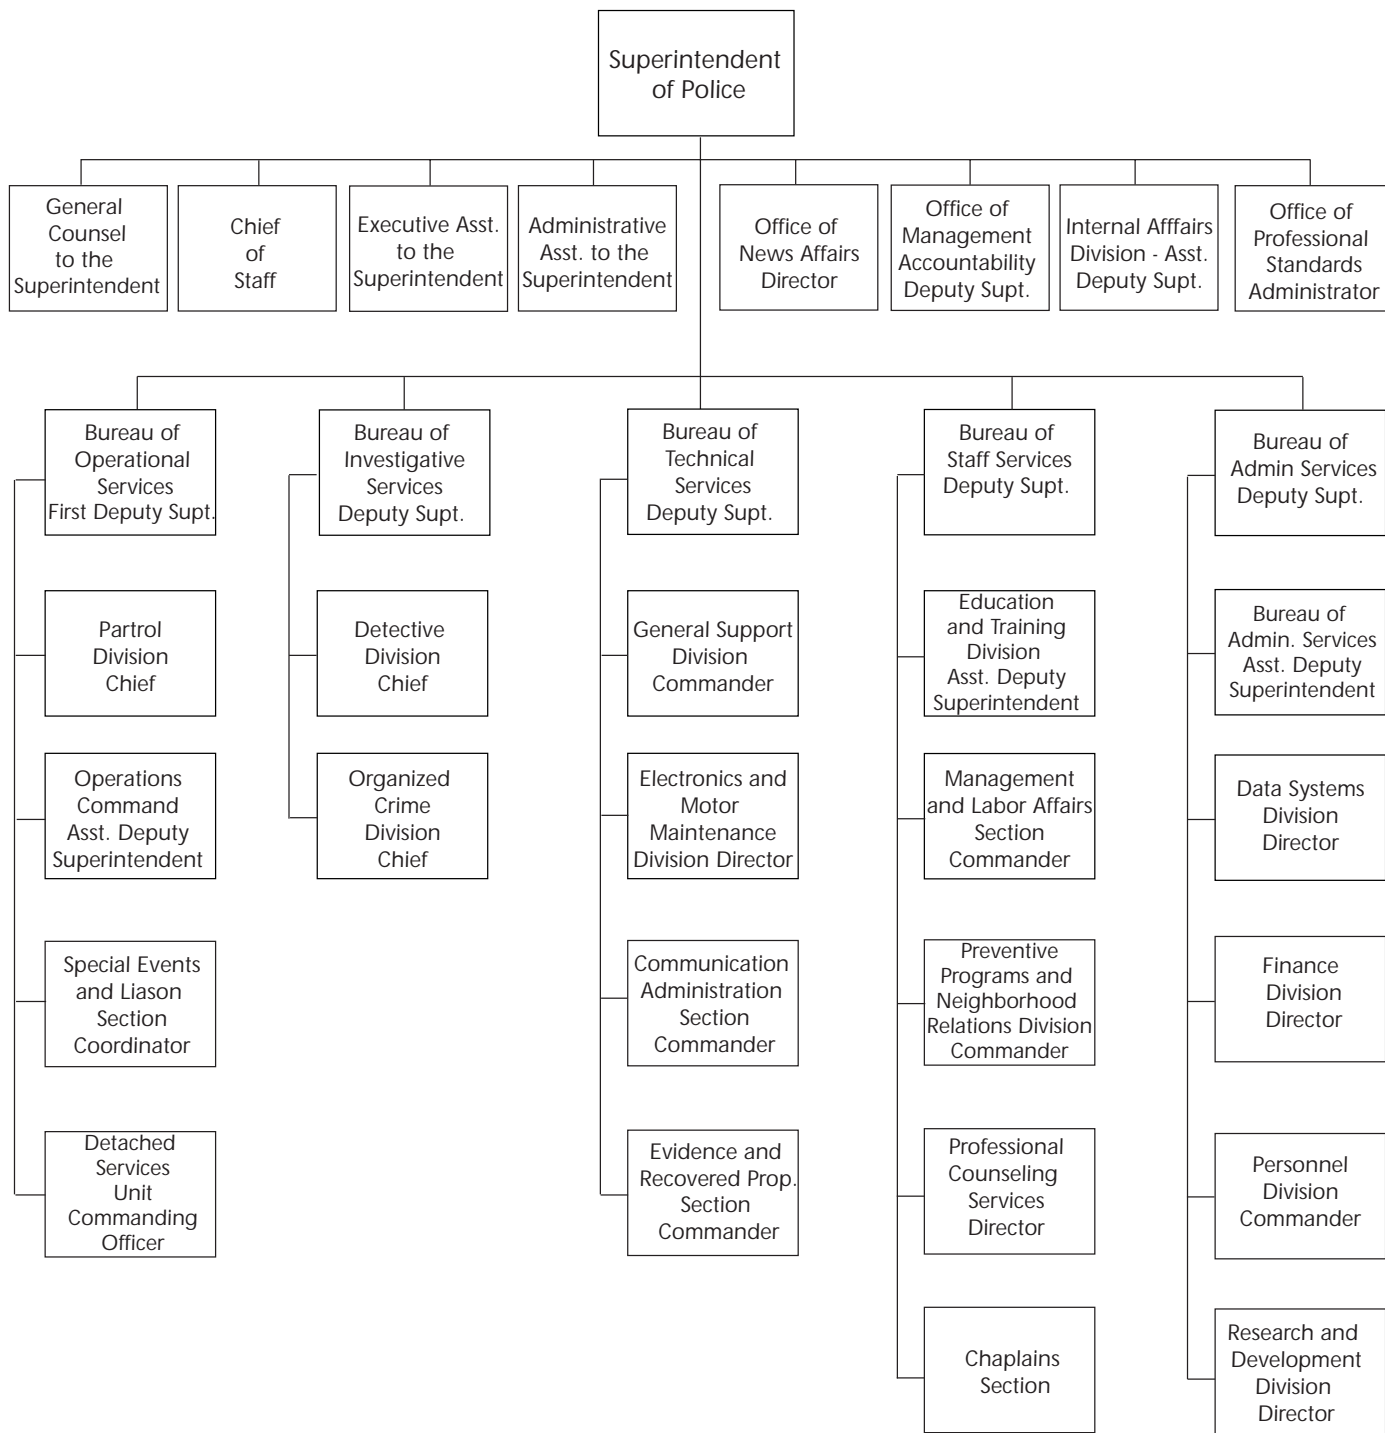 Superintendent
of Police
General
Counsel
to the
Superintendent
Chief
of
Staff
Executive Asst.
to the
Superintendent
Administrative
Asst. to the
Superintendent
Office of
News Affairs
Director
Office of
Management
Accountability
Deputy Supt.
Internal Afffairs
Division - Asst.
Deputy Supt.
Office of
Professional
Standards
Administrator
Bureau of
Operational
Services
First Deputy Supt.
Partrol
Division
Chief
Operations
Command
Asst. Deputy
Superintendent
Special Events
and Liason
Section
Coordinator
Detached
Services
Unit
Commanding
Officer
Bureau of
Investigative
Services
Deputy Supt.
Detective
Division
Chief
Organized
Crime
Division
Chief
Bureau of
Technical
Services
Deputy Supt.
General Support
Division
Commander
Electronics and
Motor
Maintenance
Division Director
Communication
Administration
Section
Commander
Evidence and
Recovered Prop.
Section
Commander
Bureau of
Staff Services
Deputy Supt.
Education
and Training
Division
Asst. Deputy
Superintendent
Management
and Labor Affairs
Section
Commander
Preventive
Programs and
Neighborhood
Relations Division
Commander
Professional
Counseling
Services
Director
Chaplains
Section
Bureau of
Admin Services
Deputy Supt.
Bureau of
Admin. Services
Asst. Deputy
Superintendent
Data Systems
Division
Director
Finance
Division
Director
Personnel
Division
Commander
Research and
Development
Division
Director